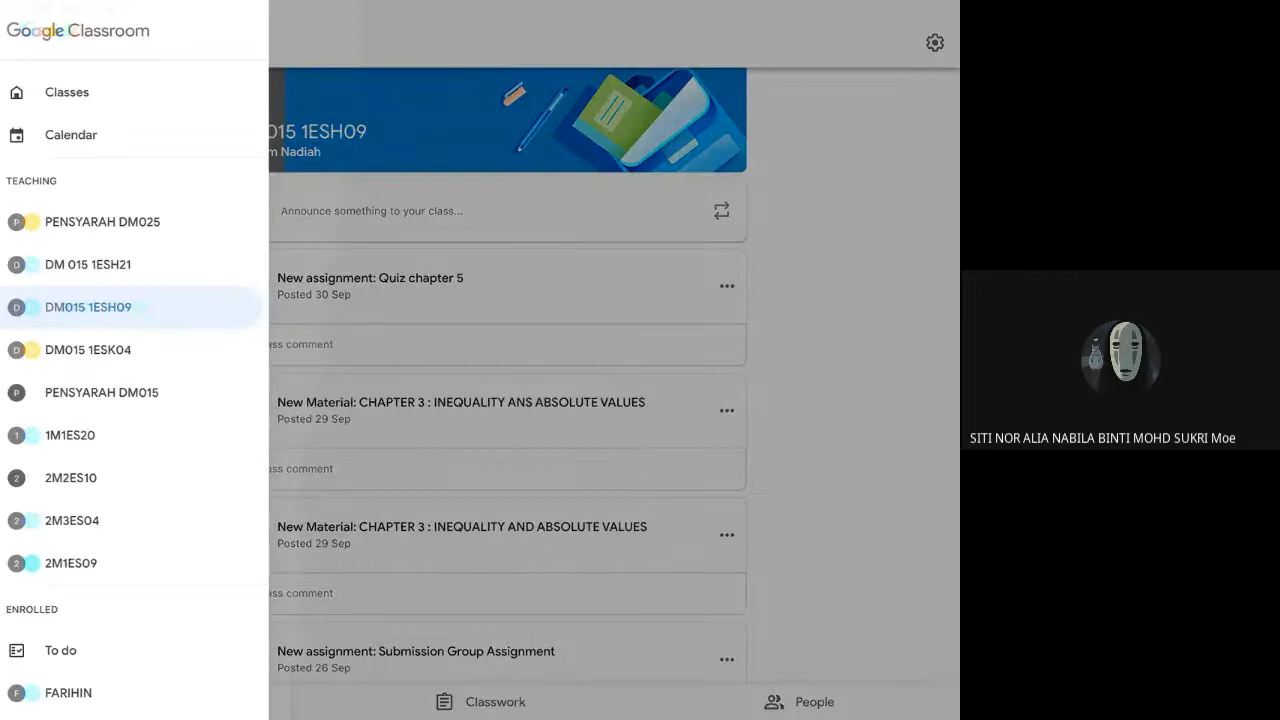 Google Classroom
Classes
Calendar
TEACHING
P PENSYARAH DM025
D DM 015 1ESH21
D DM015 1ESH09
D DM015 1ESK04
P PENSYARAH DM015
1 1M1ES20
2 2M2ES10
2 2M3ES04
2 2M1ES09
ENROLLED
To do
F FARIHIN
015 1ESH09
m Nadiah
Announce something to your class...
New assignment: Quiz chapter 5
Posted 30 Sep
ss comment
New Material: CHAPTER 3 : INEQUALITY ANS ABSOLUTE VALUES
Posted 29 Sep
ss comment
New Material: CHAPTER 3 : INEQUALITY AND ABSOLUTE VALUES
Posted 29 Sep
ss comment
New assignment: Submission Group Assignment
Posted 26 Sep
Classwork
People
SITI NOR ALIA NABILA BINTI MOHD SUKRI Moe